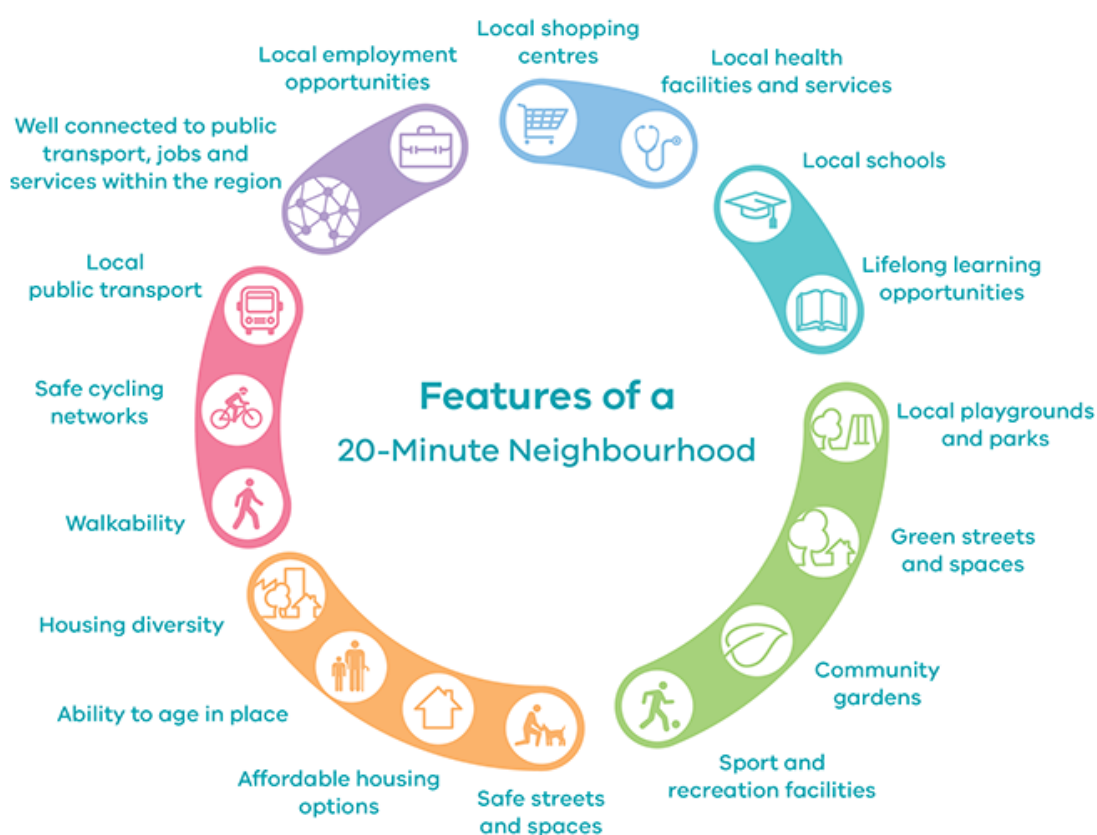 Features of a
20-Minute Neighbourhood
Local shopping
centres
Local health
facilities and services
Local schools
Lifelong learning
opportunities
Local playgrounds
and parks
Green streets
and spaces
Community
gardens
Sport and
recreation facilities
Safe streets
and spaces
Affordable housing
options
Ability to age in place
Housing diversity
Walkability
Safe cycling
networks
Local
public transport
Well connected to public
transport, jobs and
services within the region
Local employment
opportunities